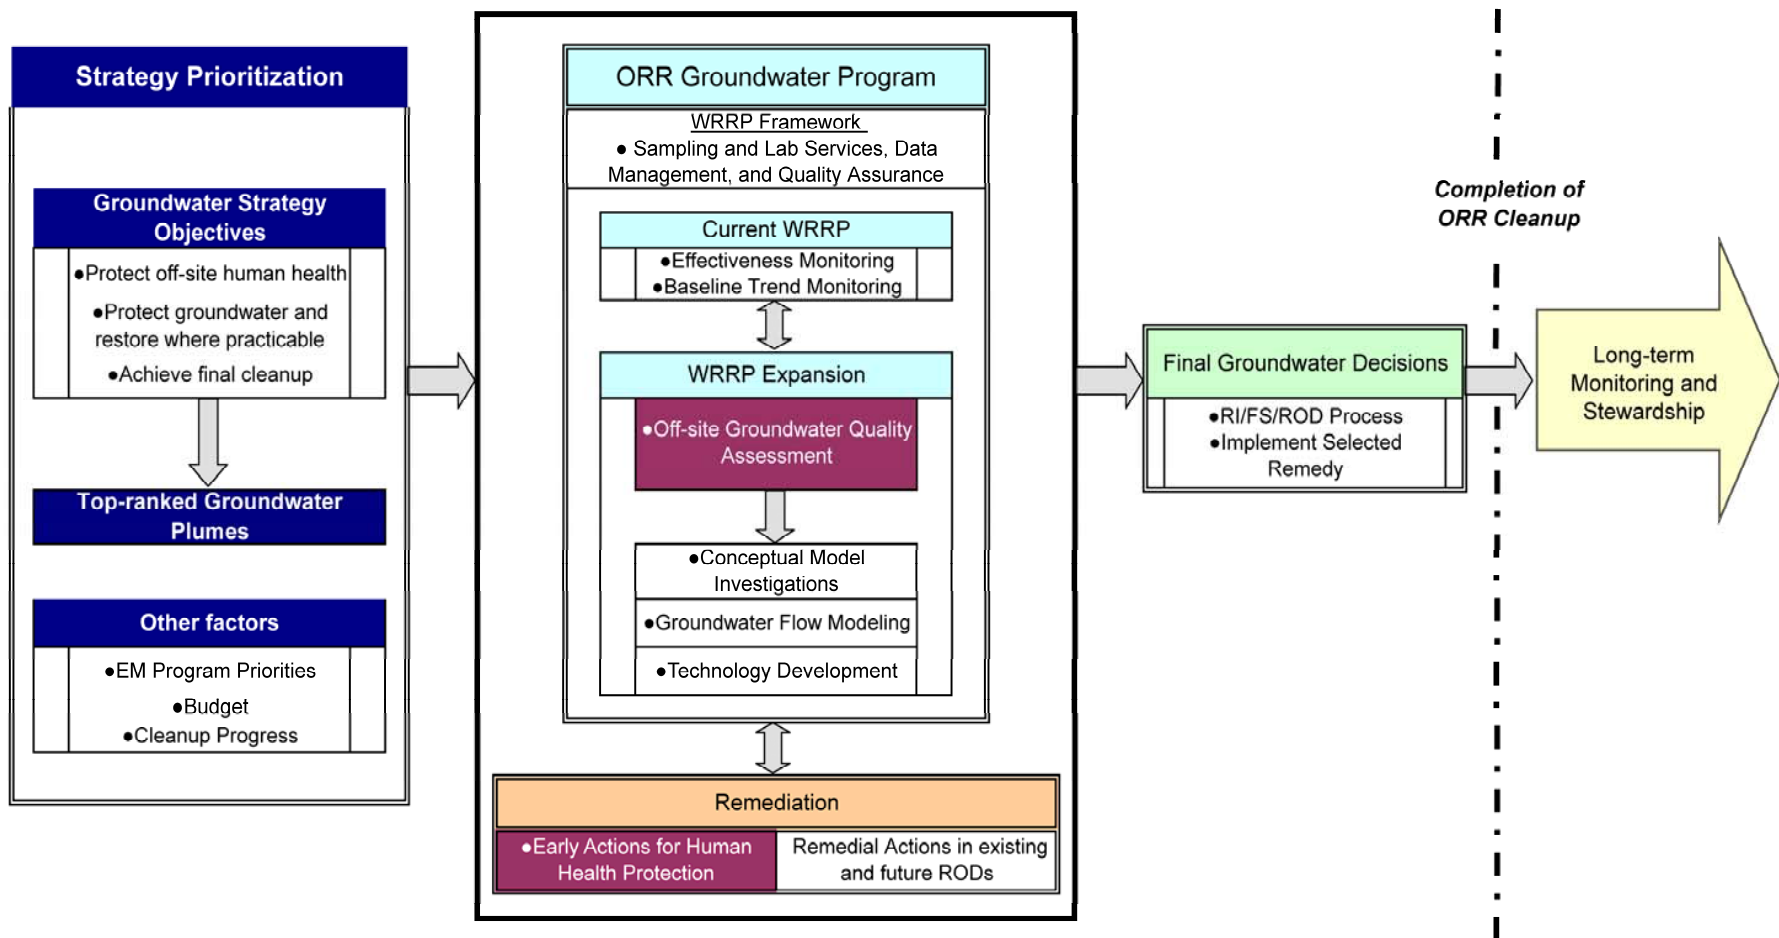 Strategy Prioritization
Groundwater Strategy
Objectives
●Protect off-site human health
●Protect groundwater and
restore where practicable
●Achieve final cleanup
Top-ranked Groundwater
Plumes
Other factors
●EM Program Priorities
●Budget
●Cleanup Progress
ORR Groundwater Program
WRRP Framework
● Sampling and Lab Services, Data
Management, and Quality Assurance
Current WRRP
●Effectiveness Monitoring
●Baseline Trend Monitoring
WRRP Expansion
●Off-site Groundwater Quality
Assessment
●Conceptual Model
Investigations
●Groundwater Flow Modeling
●Technology Development
Remediation
●Early Actions for Human
Health Protection
Remedial Actions in existing
and future RODs
Final Groundwater Decisions
●RI/FS/ROD Process
●Implement Selected
Remedy
Completion of
ORR Cleanup
Long-term
Monitoring and
Stewardship